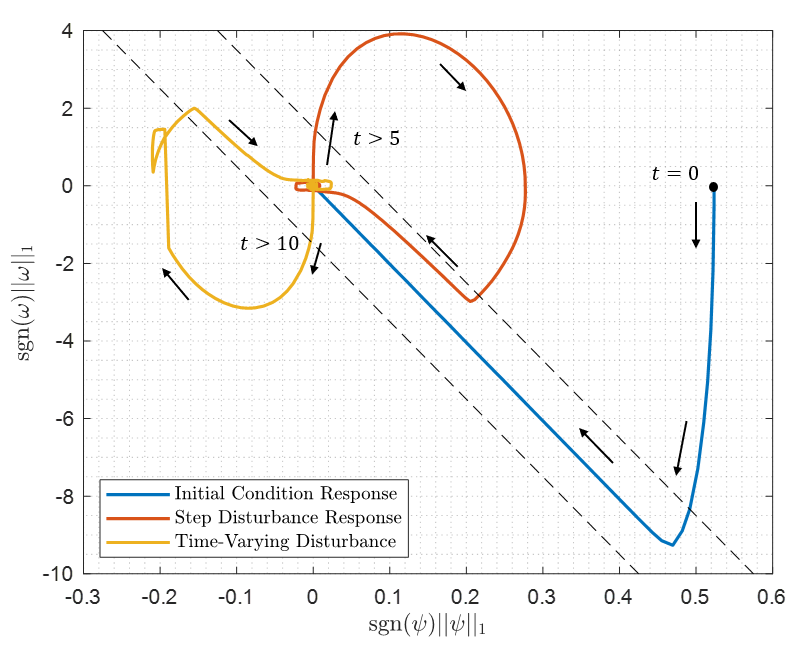 4
2
0
-2
-4
-6
-8
-10
-0.3 -0.2 -0.1 0 0.1 0.2 0.3 0.4 0.5 0.6
sgn(ω)||ω||₁
sgn(ψ)||ψ||₁
t > 5
t = 0
t > 10
Initial Condition Response
Step Disturbance Response
Time-Varying Disturbance